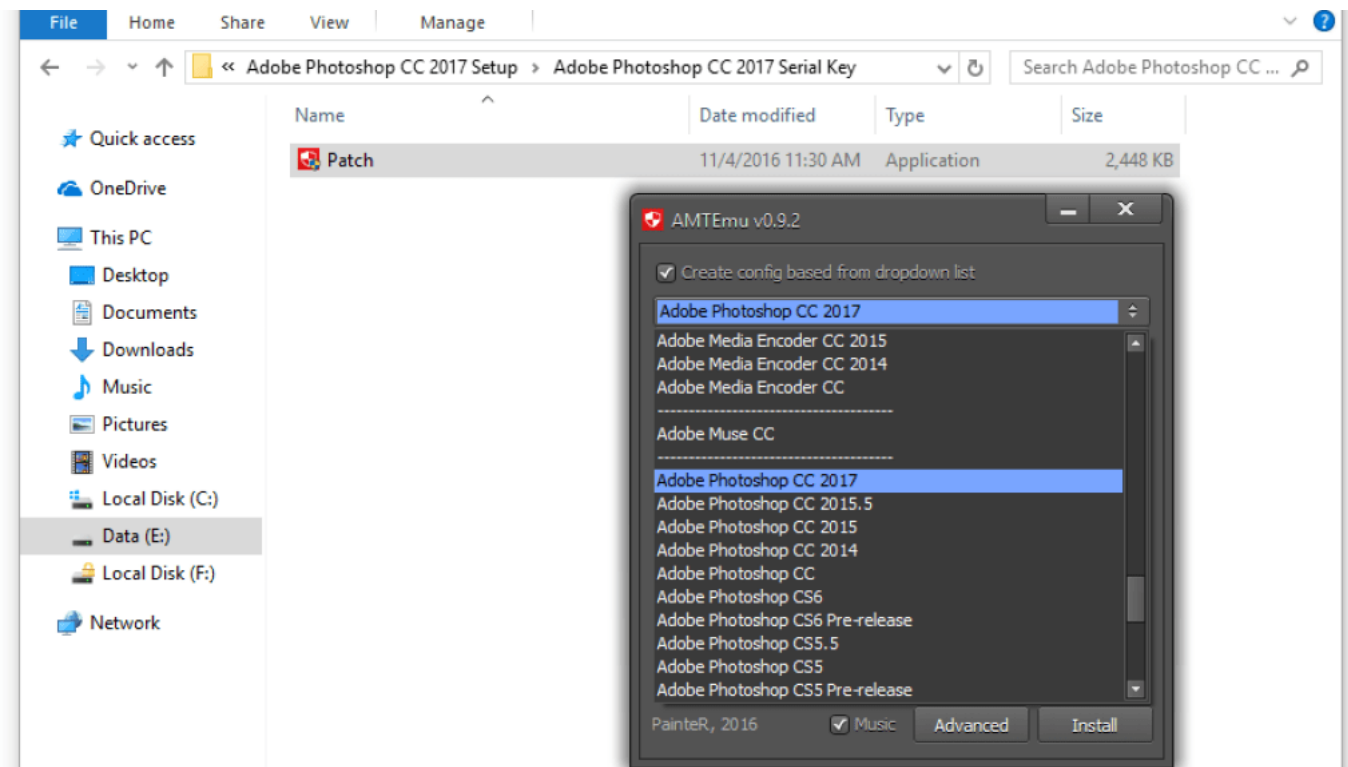 File Home Share View Manage
« Adobe Photoshop CC 2017 Setup > Adobe Photoshop CC 2017 Serial Key Search Adobe Photoshop CC ...
Name Date modified Type Size
Quick access
Patch 11/4/2016 11:30 AM Application 2,448 KB
OneDrive
This PC
Desktop
Documents
Downloads
Music
Pictures
Videos
Local Disk (C:)
Data (E:)
Local Disk (F:)
Network
AMTEmu v0.9.2
Create config based from dropdown list
Adobe Photoshop CC 2017
Adobe Media Encoder CC 2015
Adobe Media Encoder CC 2014
Adobe Media Encoder CC
--------------------------------------
Adobe Muse CC
--------------------------------------
Adobe Photoshop CC 2017
Adobe Photoshop CC 2015.5
Adobe Photoshop CC 2015
Adobe Photoshop CC 2014
Adobe Photoshop CC
Adobe Photoshop CS6
Adobe Photoshop CS6 Pre-release
Adobe Photoshop CS5.5
Adobe Photoshop CS5
Adobe Photoshop CS5 Pre-release
PainteR, 2016 Music Advanced Install